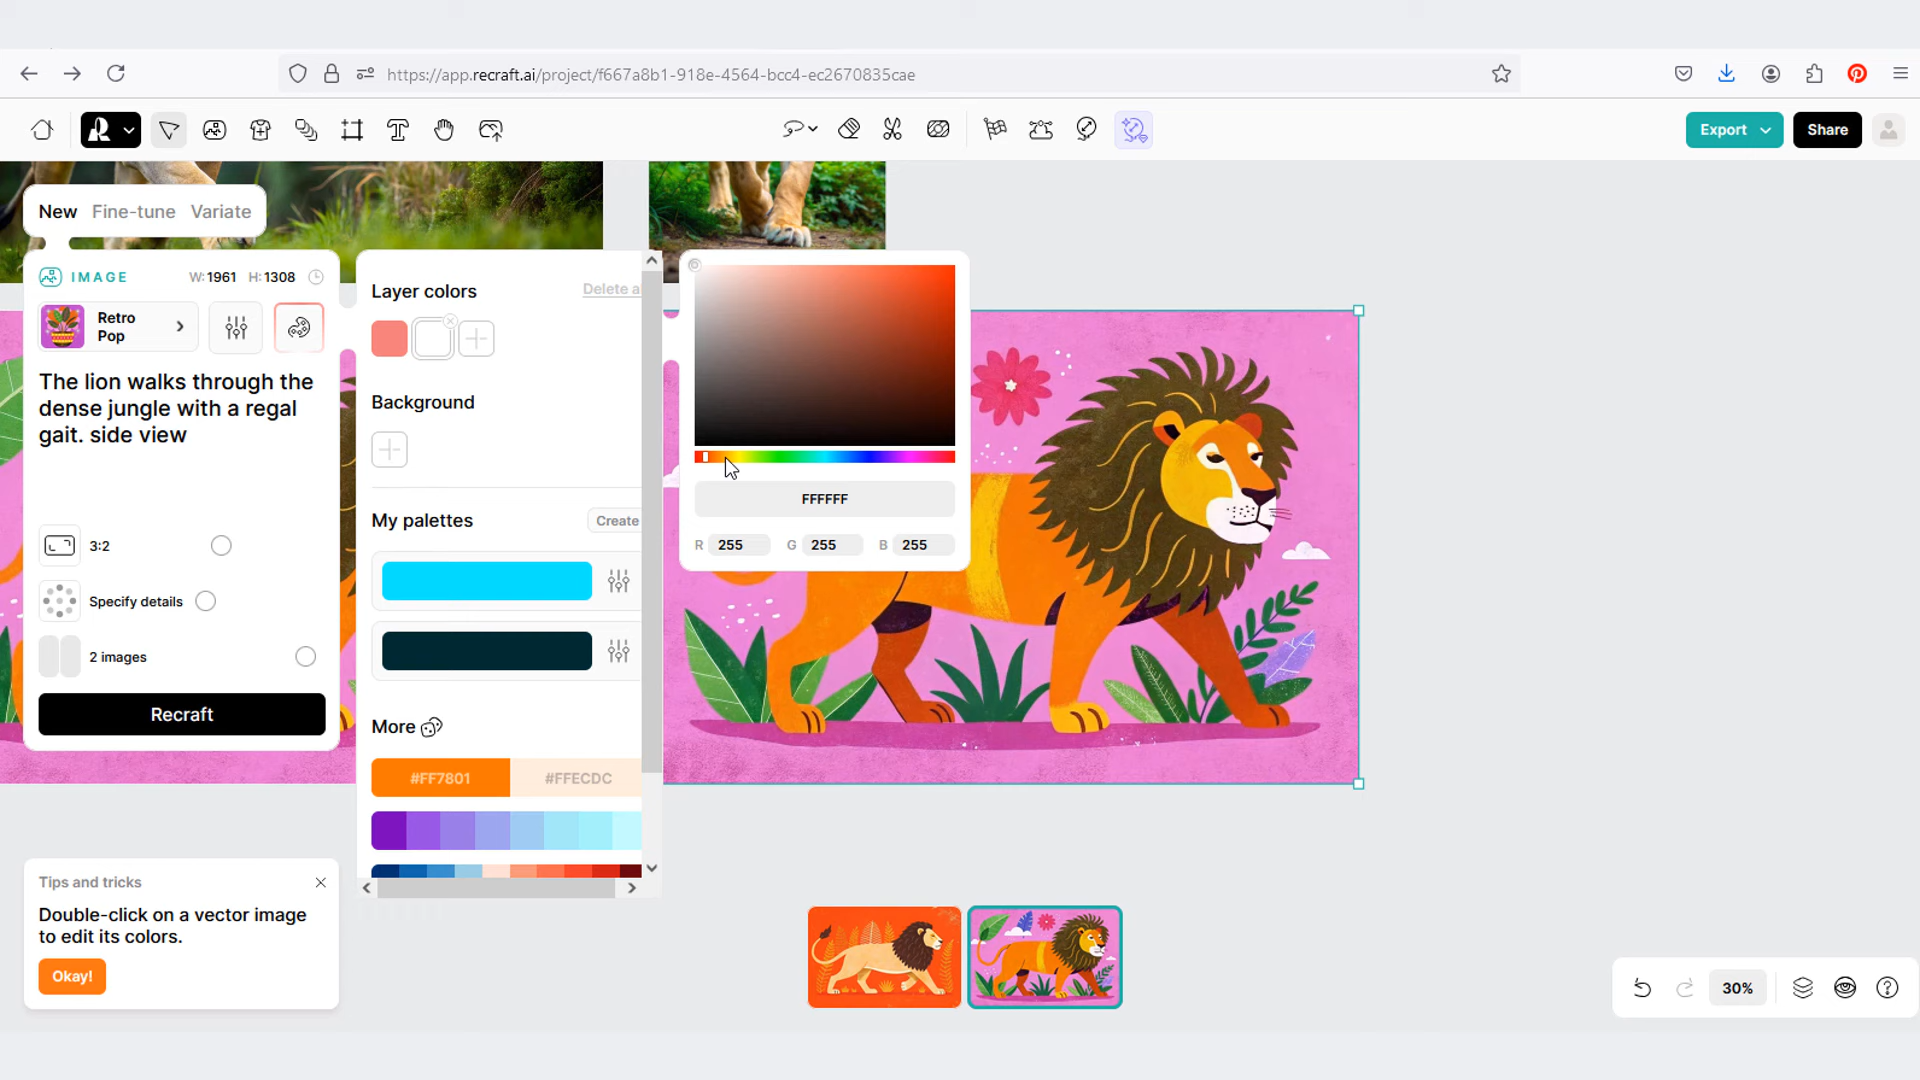 https://app.recraft.ai/project/f667a8b1-918e-4564-bcc4-ec2670835cae
Export
Share
New Fine-tune Variate
IMAGE W:1961 H:1308
Retro
Pop
The lion walks through the
dense jungle with a regal
gait. side view
3:2
Specify details
2 images
Recraft
Layer colors Delete a
Background
My palettes Create
More
#FF7801 #FFECDC
FFFFFF
R 255 G 255 B 255
Tips and tricks
Double-click on a vector image
to edit its colors.
Okay!
30%